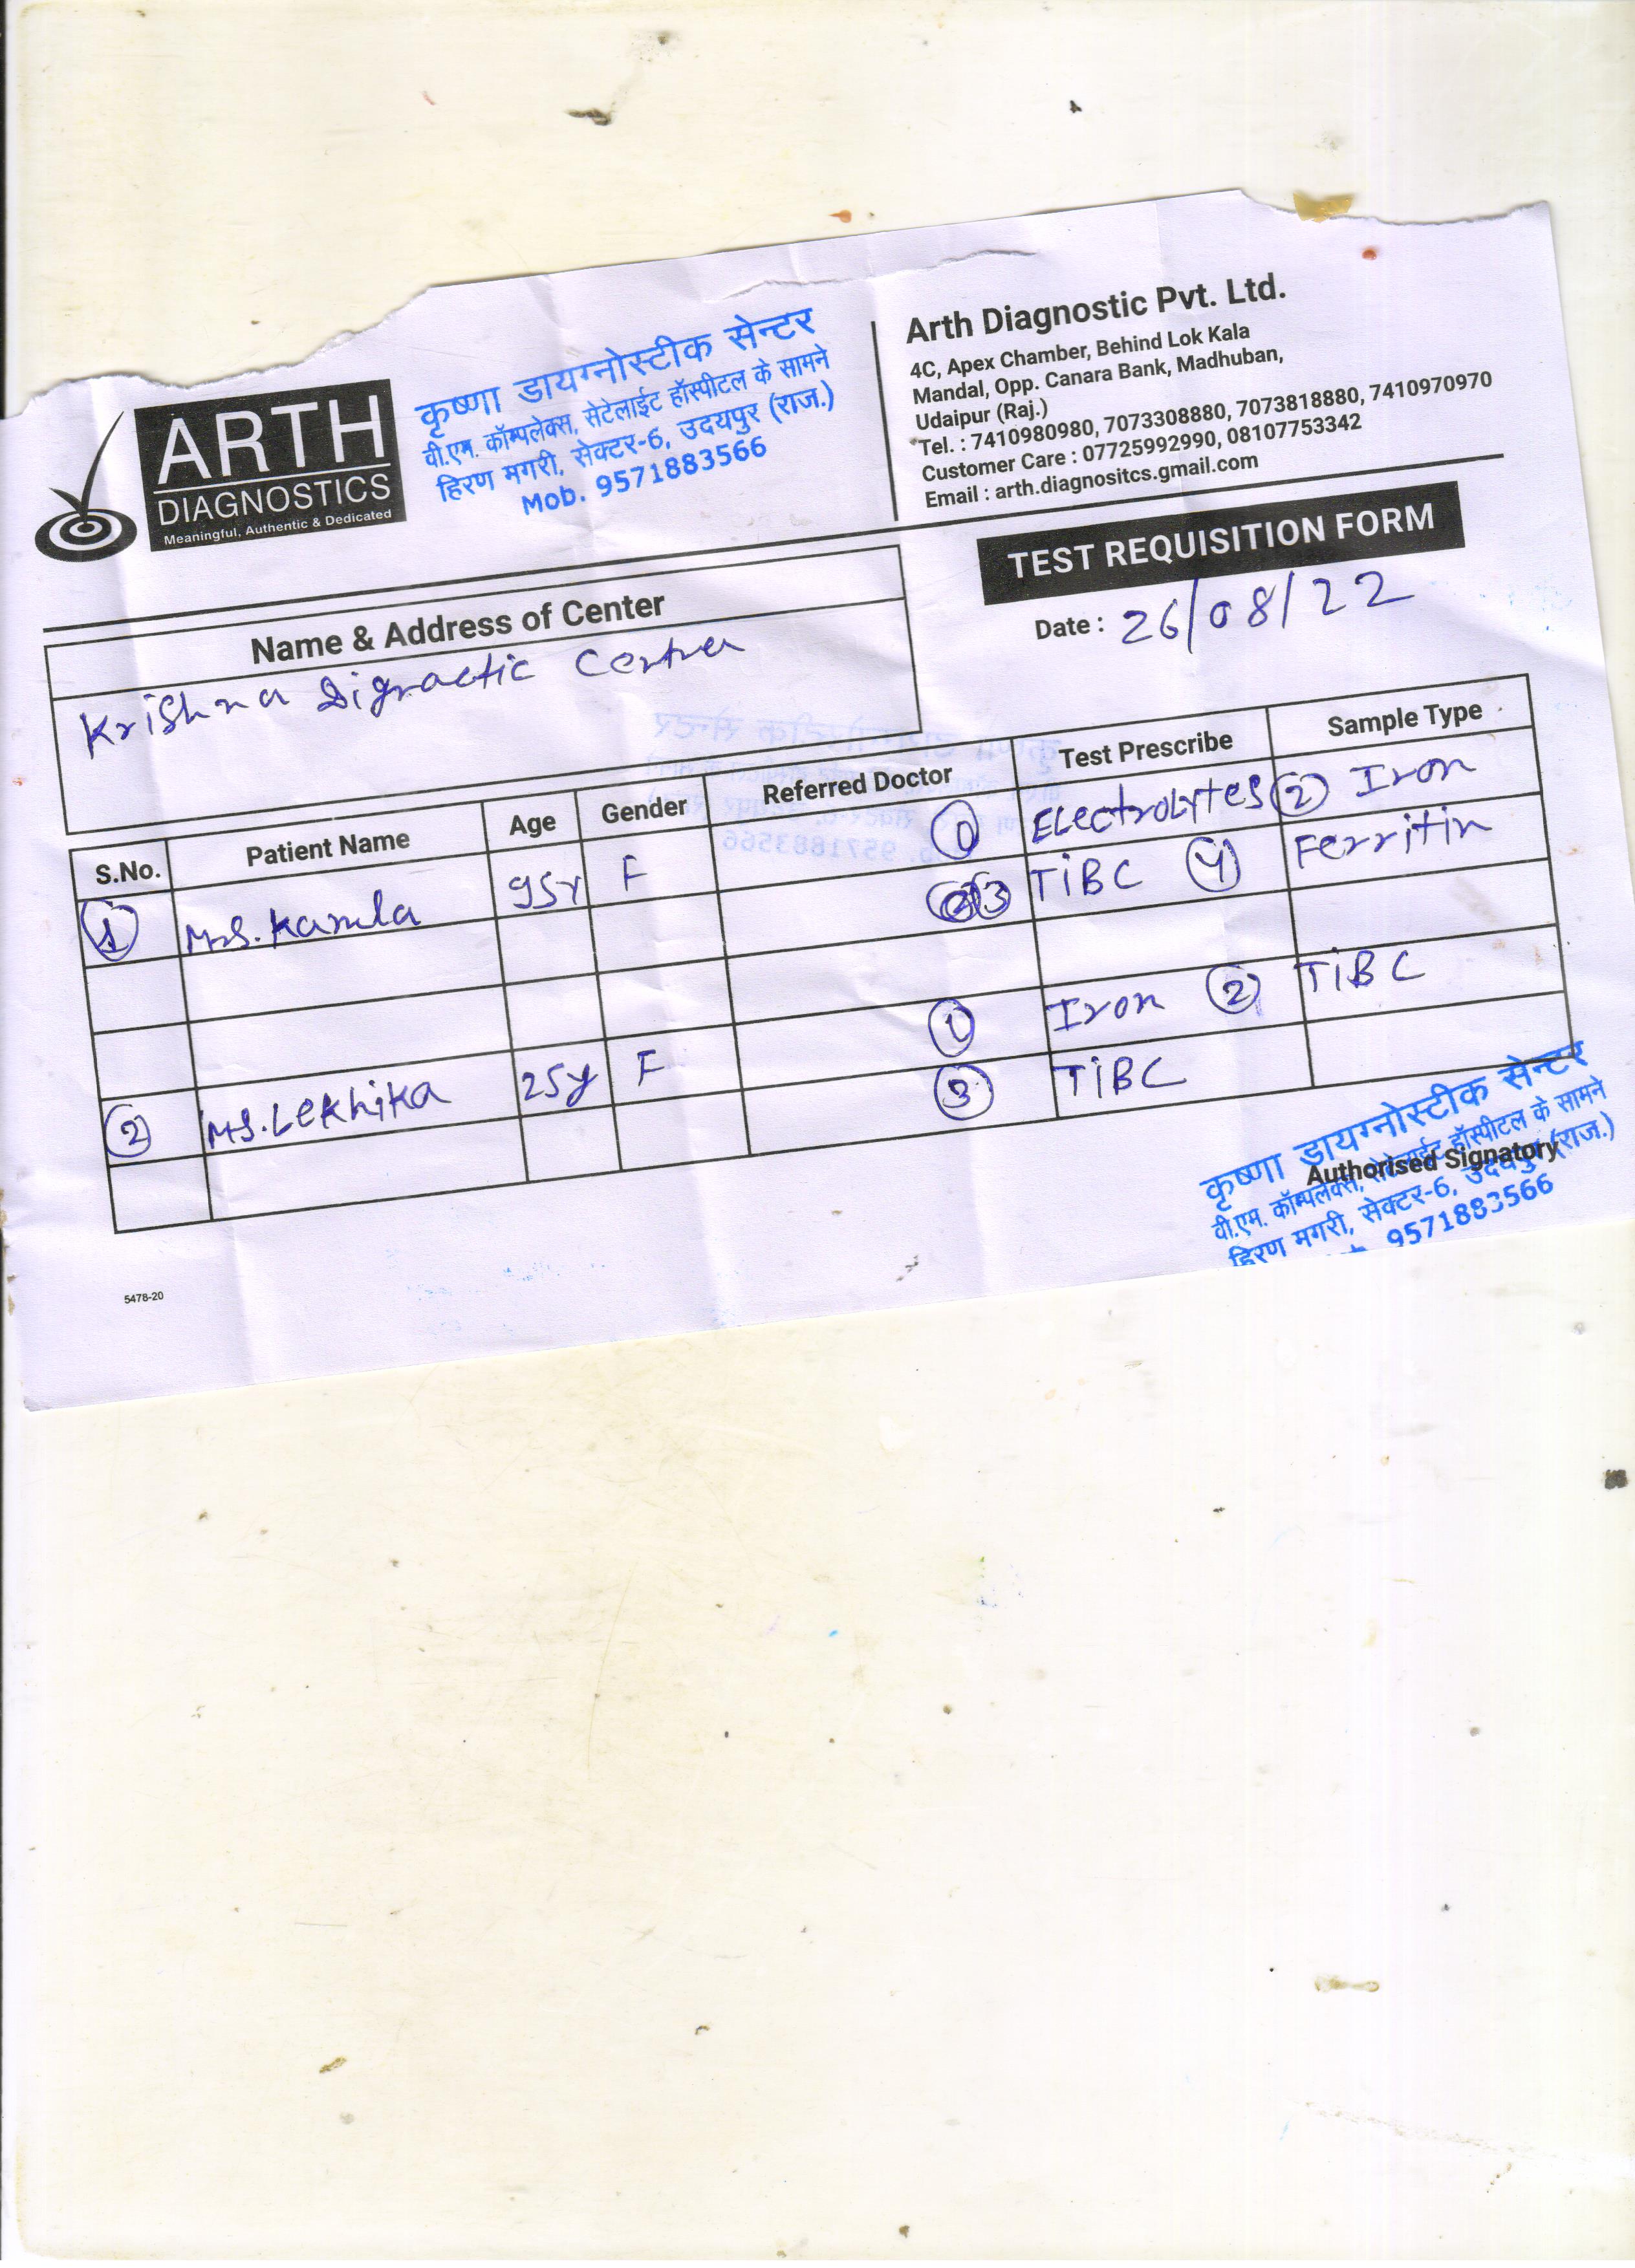 ARTH
DIAGNOSTICS
Meaningful, Authentic & Dedicated
कृष्णा डायग्नोस्टीक सेन्टर
वी.एम. कॉम्पलेक्स, सेटेलाईट हॉस्पीटल के सामने
हिरण मगरी, सेक्टर-6, उदयपुर (राज.)
Mob. 9571883566
Arth Diagnostic Pvt. Ltd.
4C, Apex Chamber, Behind Lok Kala
Mandal, Opp. Canara Bank, Madhuban,
Udaipur (Raj.)
Tel. : 7410980980, 7073308880, 7073818880, 7410970970
Customer Care : 07725992990, 08107753342
Email : arth.diagnositcs.gmail.com
TEST REQUISITION FORM
Date : 26/08/22
Name & Address of Center
Krishna Dignactic Center
S.No. Patient Name Age Gender Referred Doctor Test Prescribe Sample Type
① Mrs. Kamla 95y F ① Electrolytes ② Iron
③ TiBC ④ Ferritin
② Ms. Lekhika 25y F ① Iron ② TiBC
③ TiBC
कृष्णा डायग्नोस्टीक सेन्टर
वी.एम. कॉम्पलेक्स, सेटेलाईट हॉस्पीटल के सामने
Authorised Signatory
हिरण मगरी, सेक्टर-6, उदयपुर (राज.)
9571883566
5478-20